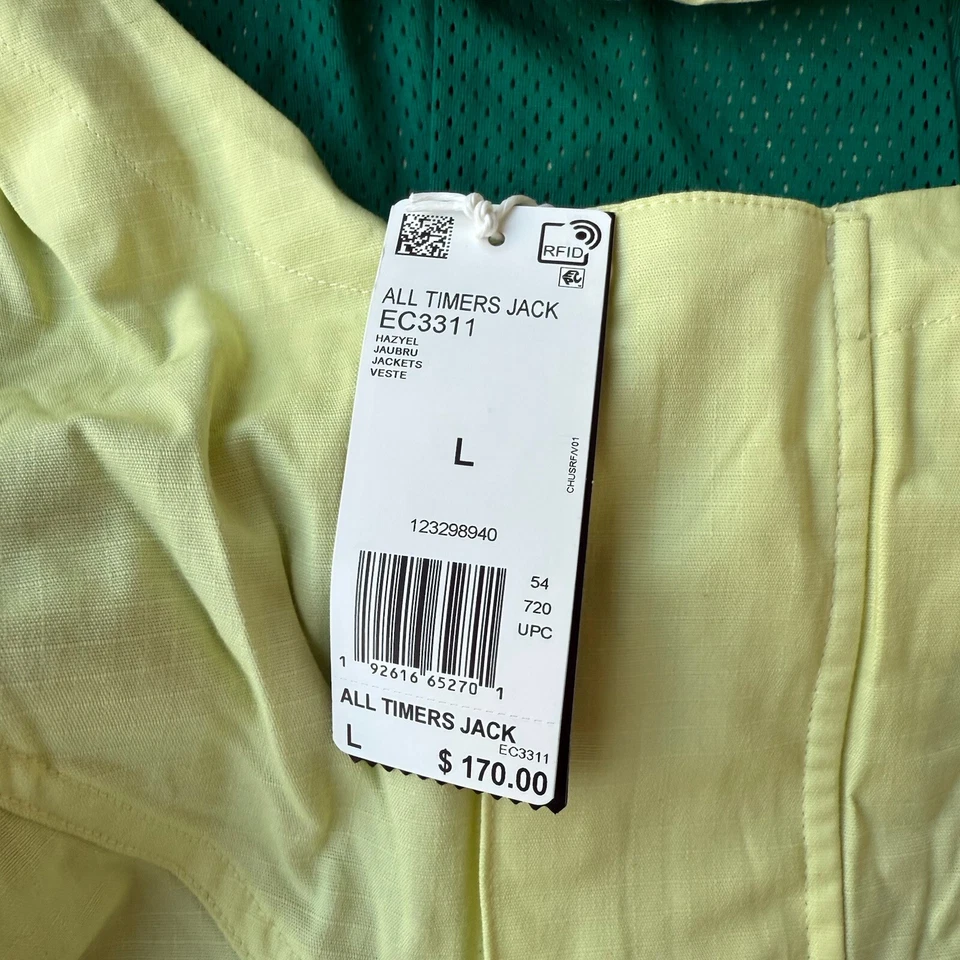 RFID
ALL TIMERS JACK
EC3311
HAZYEL
JAUBRU
JACKETS
VESTE
L
CHUSRF/V01
123298940
54
720
UPC
1 92616 65270 1
ALL TIMERS JACK
L EC3311
$ 170.00